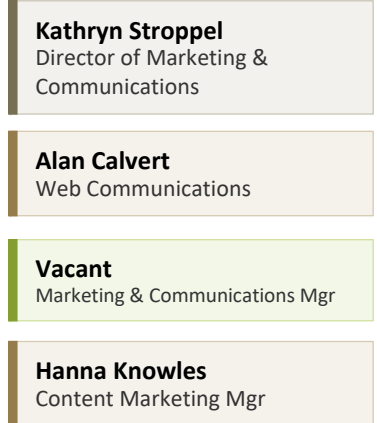 Kathryn Stroppel
Director of Marketing &
Communications
Alan Calvert
Web Communications
Vacant
Marketing & Communications Mgr
Hanna Knowles
Content Marketing Mgr